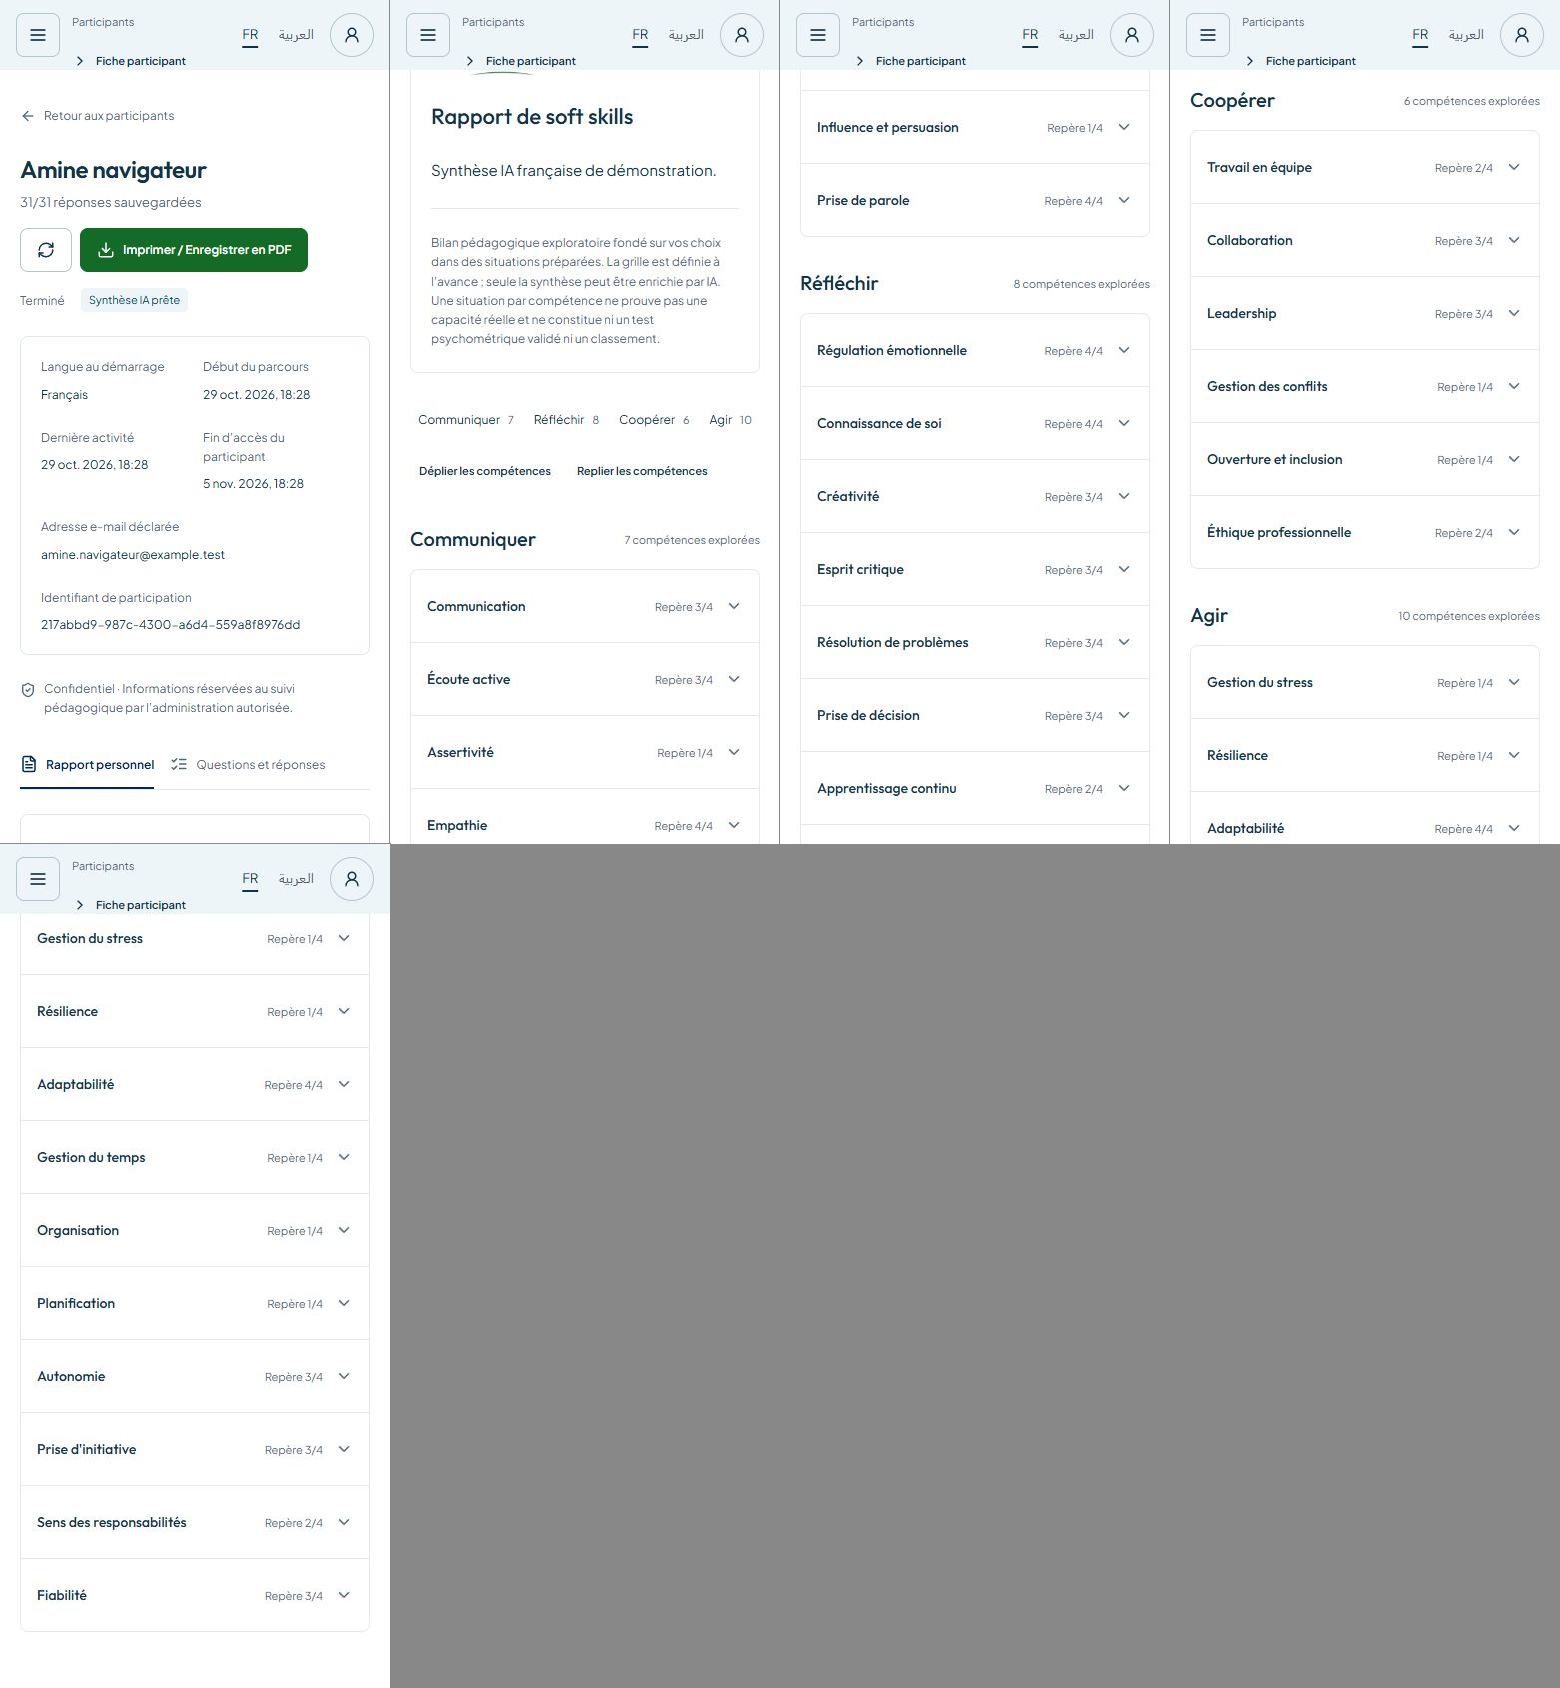 Participants
FR
العربية
Fiche participant
Retour aux participants
Amine navigateur
31/31 réponses sauvegardées
Imprimer / Enregistrer en PDF
Terminé
Synthèse IA prête
Langue au démarrage
Français
Début du parcours
29 oct. 2026, 18:28
Dernière activité
29 oct. 2026, 18:28
Fin d'accès du
participant
5 nov. 2026, 18:28
Adresse e-mail déclarée
amine.navigateur@example.test
Identifiant de participation
217abbd9-987c-4300-a6d4-559a8f8976dd
Confidentiel · Informations réservées au suivi
pédagogique par l'administration autorisée.
Rapport personnel
Questions et réponses
Participants
FR
العربية
Fiche participant
Rapport de soft skills
Synthèse IA française de démonstration.
Bilan pédagogique exploratoire fondé sur vos choix
dans des situations préparées. La grille est définie à
l'avance ; seule la synthèse peut être enrichie par IA.
Une situation par compétence ne prouve pas une
capacité réelle et ne constitue ni un test
psychométrique validé ni un classement.
Communiquer 7
Réfléchir 8
Coopérer 6
Agir 10
Déplier les compétences
Replier les compétences
Communiquer
7 compétences explorées
Communication
Repère 3/4
Écoute active
Repère 3/4
Assertivité
Repère 1/4
Empathie
Repère 4/4
Participants
FR
العربية
Fiche participant
Influence et persuasion
Repère 1/4
Prise de parole
Repère 4/4
Réfléchir
8 compétences explorées
Régulation émotionnelle
Repère 4/4
Connaissance de soi
Repère 4/4
Créativité
Repère 3/4
Esprit critique
Repère 3/4
Résolution de problèmes
Repère 3/4
Prise de décision
Repère 3/4
Apprentissage continu
Repère 2/4
Participants
FR
العربية
Fiche participant
Coopérer
6 compétences explorées
Travail en équipe
Repère 2/4
Collaboration
Repère 3/4
Leadership
Repère 3/4
Gestion des conflits
Repère 1/4
Ouverture et inclusion
Repère 1/4
Éthique professionnelle
Repère 2/4
Agir
10 compétences explorées
Gestion du stress
Repère 1/4
Résilience
Repère 1/4
Adaptabilité
Repère 4/4
Participants
FR
العربية
Fiche participant
Gestion du stress
Repère 1/4
Résilience
Repère 1/4
Adaptabilité
Repère 4/4
Gestion du temps
Repère 1/4
Organisation
Repère 1/4
Planification
Repère 1/4
Autonomie
Repère 3/4
Prise d'initiative
Repère 3/4
Sens des responsabilités
Repère 2/4
Fiabilité
Repère 3/4